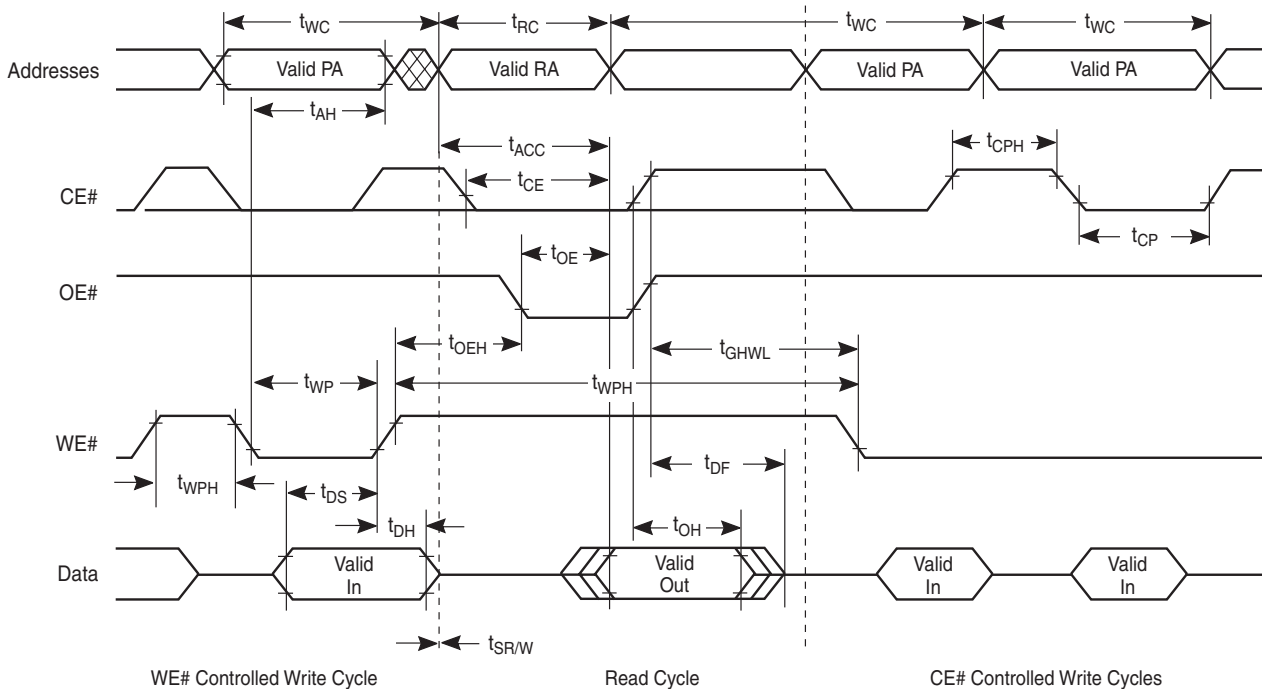 tWC tRC tWC tWC
Addresses Valid PA Valid RA Valid PA Valid PA
tAH
tACC tCPH
tCE
CE#
tOE tCP
OE#
tOEH tGHWL
tWP tWPH
WE#
tWPH tDS tDF
tDH tOH
Data Valid In Valid Out Valid In Valid In
tSR/W
WE# Controlled Write Cycle Read Cycle CE# Controlled Write Cycles